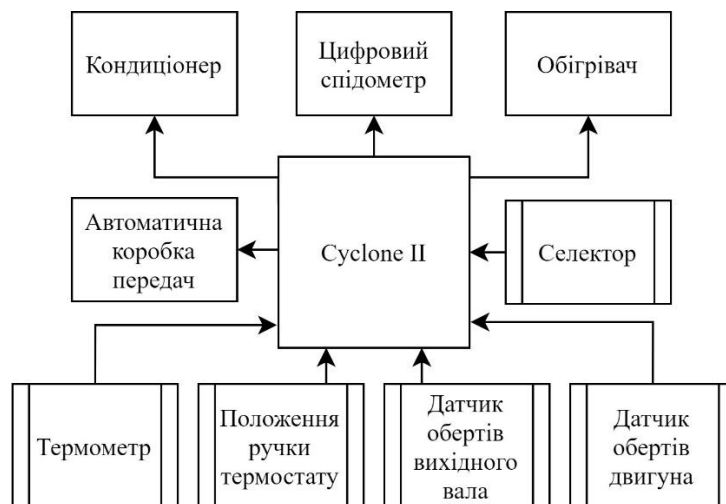 Кондиціонер
Цифровий
спідометр
Обігрівач
Автоматична
коробка
передач
Cyclone II
Селектор
Термометр
Положення
ручки
термостату
Датчик
обертів
вихідного
вала
Датчик
обертів
двигуна